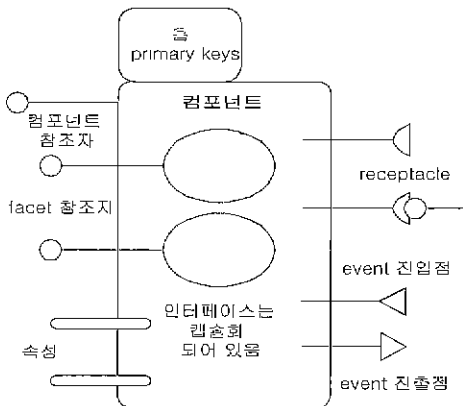 홈
primary keys
컴포넌트
컴포넌트
참조자
receptacle
facet 참조자
event 진입점
인터페이스는
캡슐화
되어 있음
속성
event 진출점